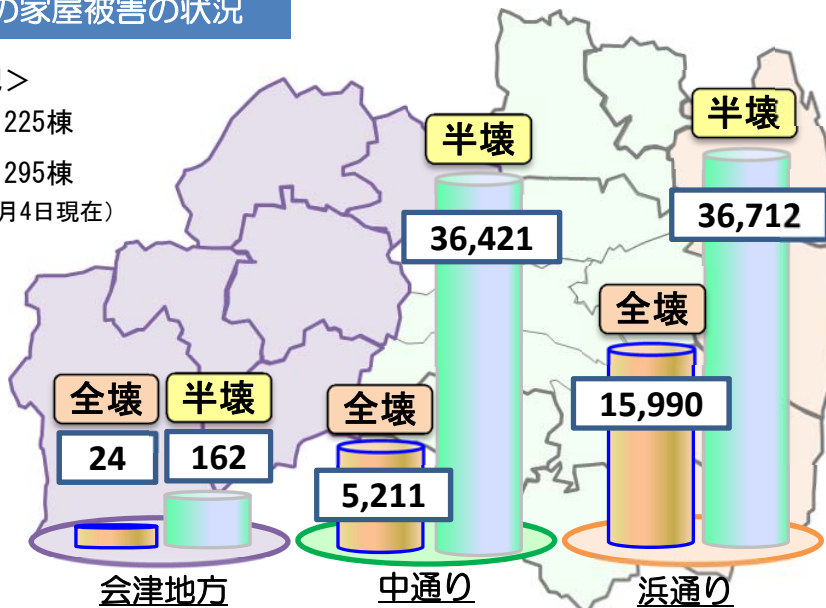 の家屋被害の状況
況＞
225棟
295棟
月4日現在）
半壊
36,421
半壊
36,712
全壊
15,990
全壊
24
半壊
162
全壊
5,211
会津地方
中通り
浜通り